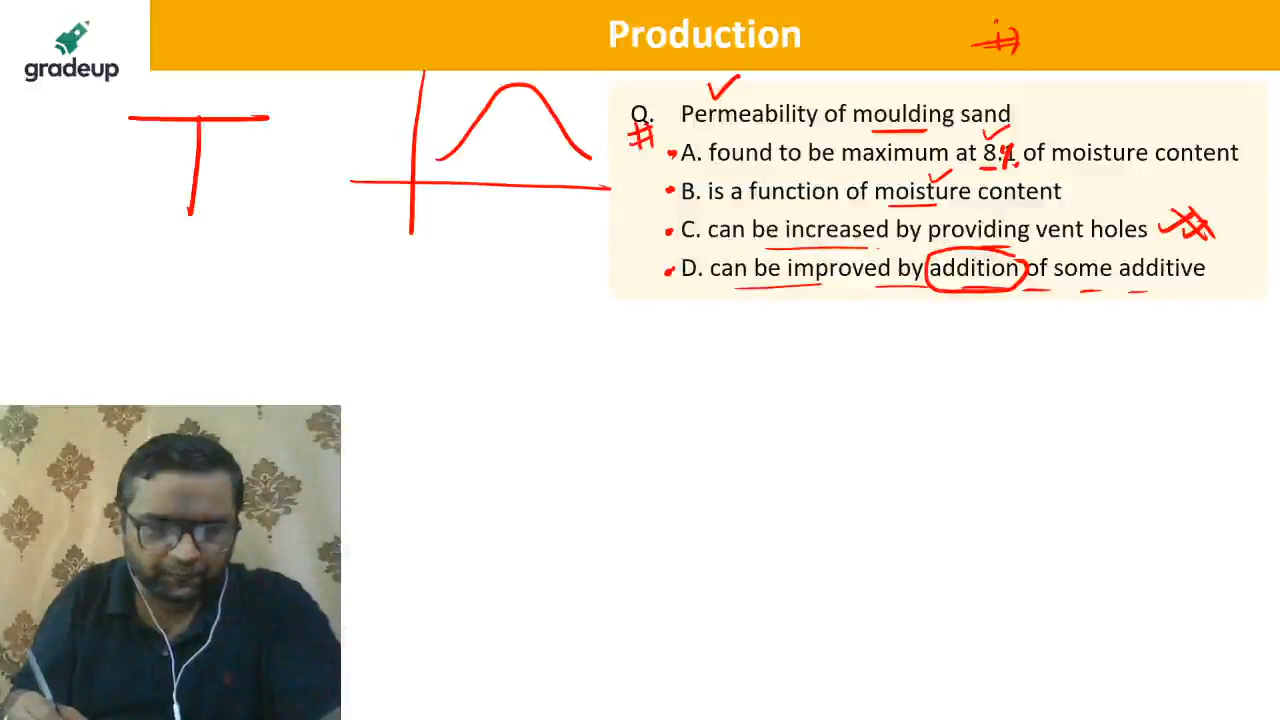 Production
gradeup
Q. Permeability of moulding sand
A. found to be maximum at 8.1 of moisture content
B. is a function of moisture content
C. can be increased by providing vent holes
D. can be improved by addition of some additive